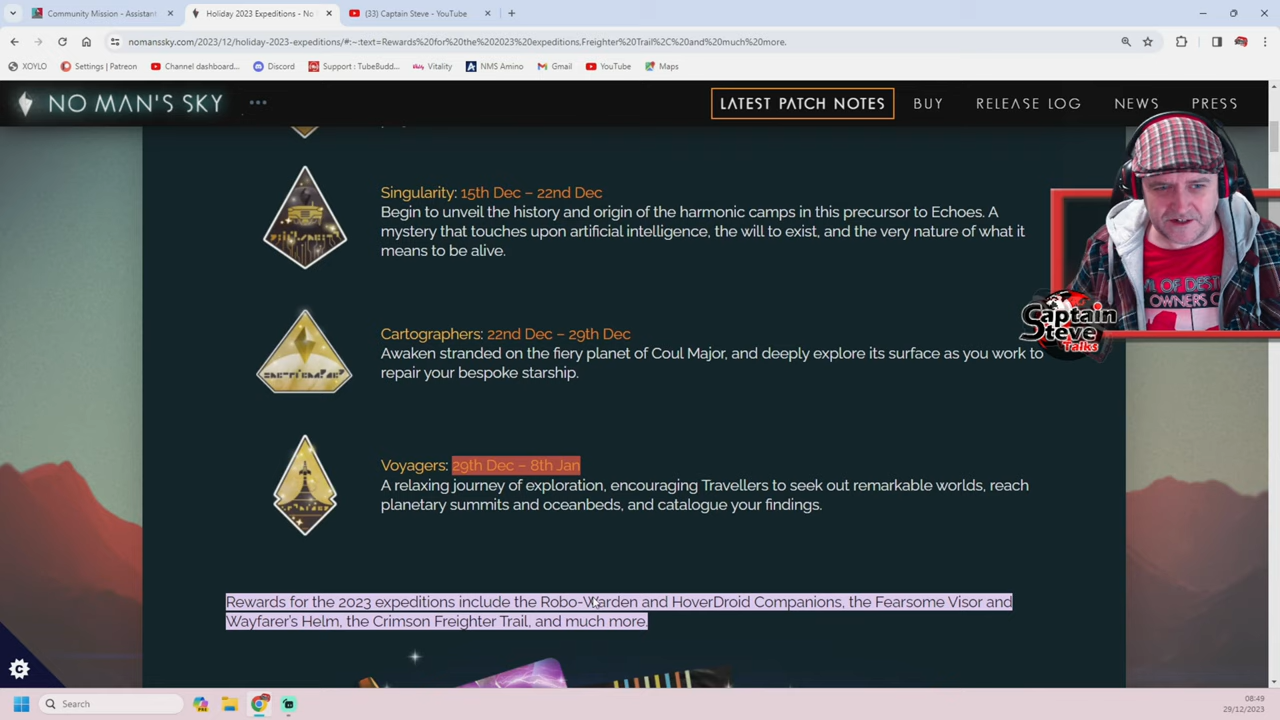 Community Mission - Assistant
Holiday 2023 Expeditions - No
(33) Captain Steve - YouTube
nomanssky.com/2023/12/holiday-2023-expeditions/#:~:text=Rewards%20for%20the%202023%20expeditions.Freighter%20Trail%2C%20and%20much%20more.
XOYLO
Settings | Patreon
Channel dashboard...
Discord
Support : TubeBudd...
Vitality
NMS Amino
Gmail
YouTube
Maps
NO MAN'S SKY
LATEST PATCH NOTES
BUY
RELEASE LOG
NEWS
PRESS
Singularity: 15th Dec – 22nd Dec
Begin to unveil the history and origin of the harmonic camps in this precursor to Echoes. A
mystery that touches upon artificial intelligence, the will to exist, and the very nature of what it
means to be alive.
Cartographers: 22nd Dec – 29th Dec
Awaken stranded on the fiery planet of Coul Major, and deeply explore its surface as you work to
repair your bespoke starship.
Voyagers: 29th Dec – 8th Jan
A relaxing journey of exploration, encouraging Travellers to seek out remarkable worlds, reach
planetary summits and oceanbeds, and catalogue your findings.
Rewards for the 2023 expeditions include the Robo-Warden and HoverDroid Companions, the Fearsome Visor and
Wayfarer's Helm, the Crimson Freighter Trail, and much more.
OF DEST
OWNERS
Captain
Steve
Talks
Search
08:49
29/12/2023